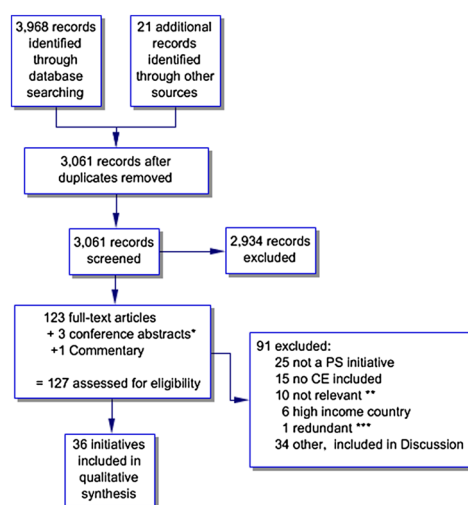 3,968 records
identified
through
database
searching
21 additional
records
identified
through other
sources
3,061 records after
duplicates removed
3,061 records
screened
2,934 records
excluded
123 full-text articles
+ 3 conference abstracts*
+1 Commentary
= 127 assessed for eligibility
91 excluded:
25 not a PS initiative
15 no CE included
10 not relevant **
6 high income country
1 redundant ***
34 other, included in Discussion
36 initiatives
included in
qualitative
synthesis